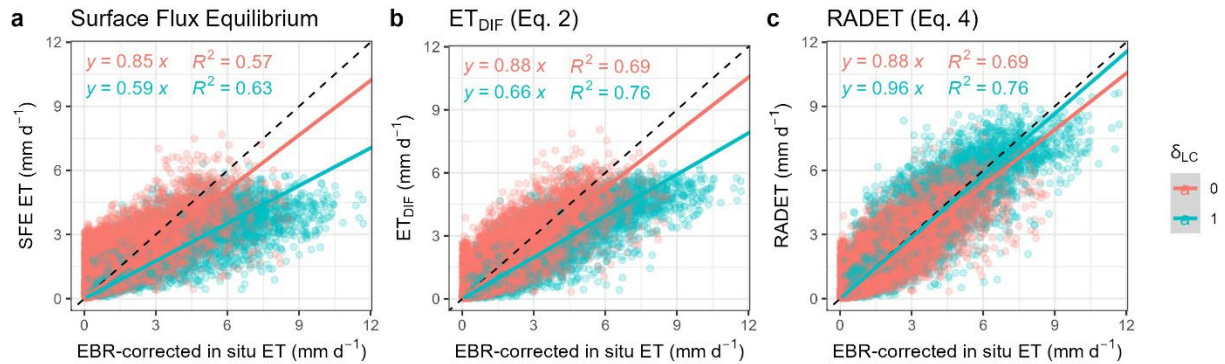 a Surface Flux Equilibrium
y = 0.85 x R² = 0.57
y = 0.59 x R² = 0.63
12
9
6
3
0
SFE ET (mm d⁻¹)
0 3 6 9 12
EBR-corrected in situ ET (mm d⁻¹)
b ET_DIF (Eq. 2)
y = 0.88 x R² = 0.69
y = 0.66 x R² = 0.76
12
9
6
3
0
ET_DIF (mm d⁻¹)
0 3 6 9 12
EBR-corrected in situ ET (mm d⁻¹)
c RADET (Eq. 4)
y = 0.88 x R² = 0.69
y = 0.96 x R² = 0.76
12
9
6
3
0
RADET (mm d⁻¹)
0 3 6 9 12
EBR-corrected in situ ET (mm d⁻¹)
δ_LC
a 0
a 1